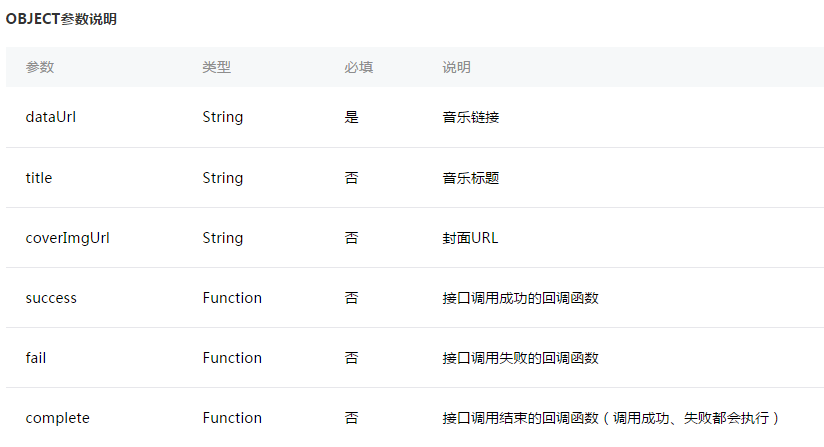 OBJECT参数说明
参数 类型 必填 说明
dataUrl String 是 音乐链接
title String 否 音乐标题
coverImgUrl String 否 封面URL
success Function 否 接口调用成功的回调函数
fail Function 否 接口调用失败的回调函数
complete Function 否 接口调用结束的回调函数（调用成功、失败都会执行）